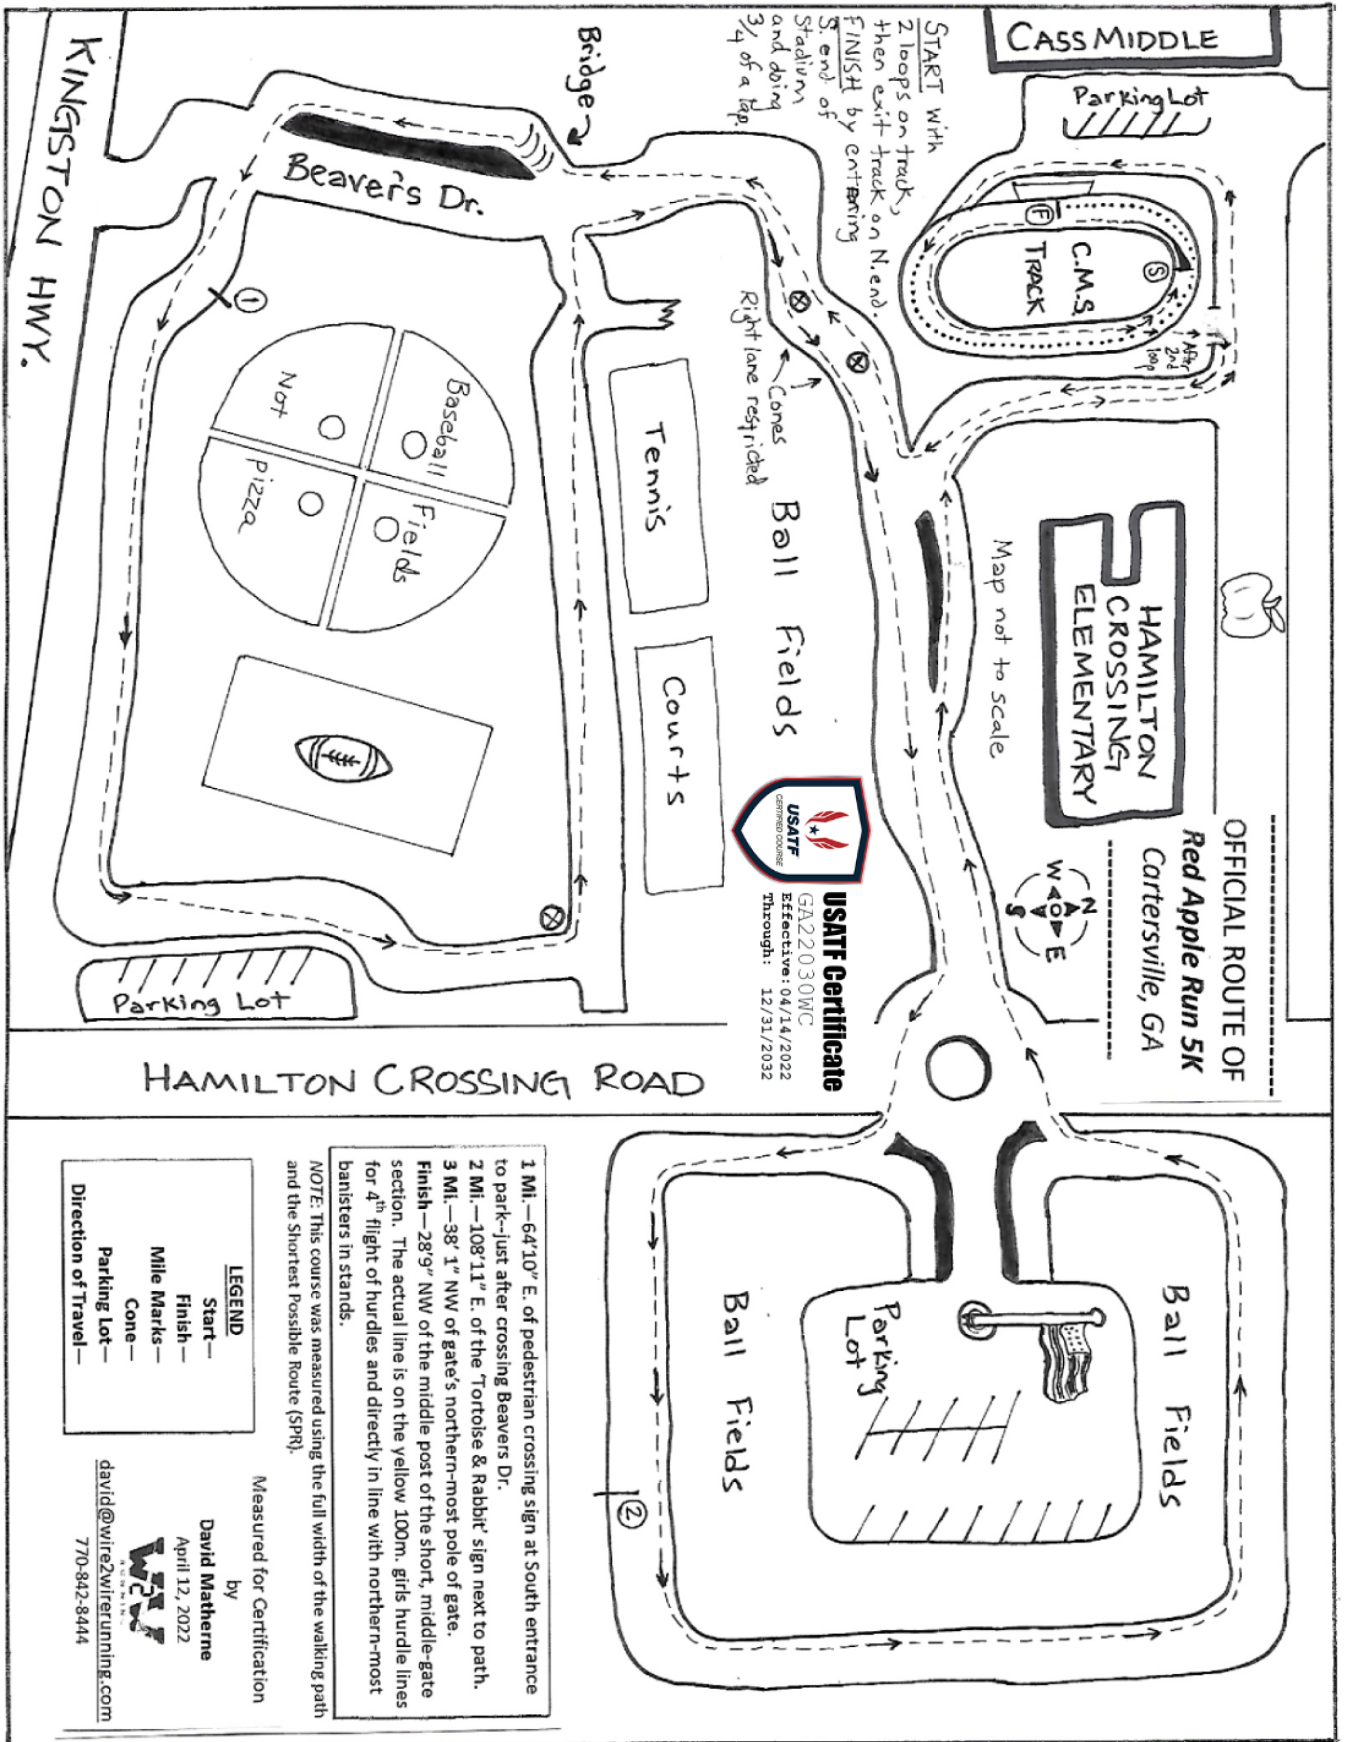 OFFICIAL ROUTE OF
Red Apple Run 5K
Cartersville, GA
N
W E
S
CASS MIDDLE
Parking Lot
START with
2 loops on track,
then exit track on N. end.
FINISH by entering
S. end of
stadium
and doing
3/4 of a lap.
C.M.S.
TRACK
S
F
After
2nd
loop
HAMILTON
CROSSING
ELEMENTARY
Map not to scale
Bridge
Cones
Right lane restricted
Ball Fields
Tennis
Courts
Beavers Dr.
1
Baseball
Fields
Not
Pizza
KINGSTON HWY.
Parking Lot
HAMILTON CROSSING ROAD
USATF
CERTIFIED COURSE
USATF Certificate
GA22030WC
Effective: 04/14/2022
Through: 12/31/2032
Ball Fields
Parking
Lot
Ball Fields
2
1 Mi.—64'10" E. of pedestrian crossing sign at South entrance
to park--just after crossing Beavers Dr.
2 Mi.—108'11" E. of the 'Tortoise & Rabbit' sign next to path.
3 Mi.—38' 1" NW of gate's northern-most pole of gate.
Finish—28'9" NW of the middle post of the short, middle-gate
section. The actual line is on the yellow 100m. girls hurdle lines
for 4th flight of hurdles and directly in line with northern-most
banisters in stands.
NOTE: This course was measured using the full width of the walking path
and the Shortest Possible Route (SPR).
LEGEND
Start—
Finish—
Mile Marks—
Cone—
Parking Lot—
Direction of Travel—
Measured for Certification
by
David Matherne
April 12, 2022
W2W
RUNNING
david@wire2wirerunning.com
770-842-8444